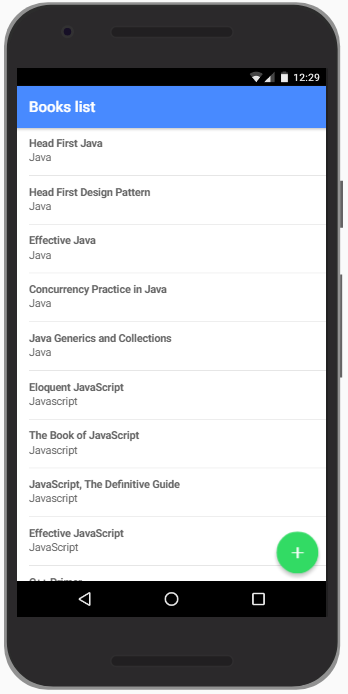 12:29
Books list
Head First Java
Java
Head First Design Pattern
Java
Effective Java
Java
Concurrency Practice in Java
Java
Java Generics and Collections
Java
Eloquent JavaScript
Javascript
The Book of JavaScript
Javascript
JavaScript, The Definitive Guide
Javascript
Effective JavaScript
JavaScript
C++ Primer
+